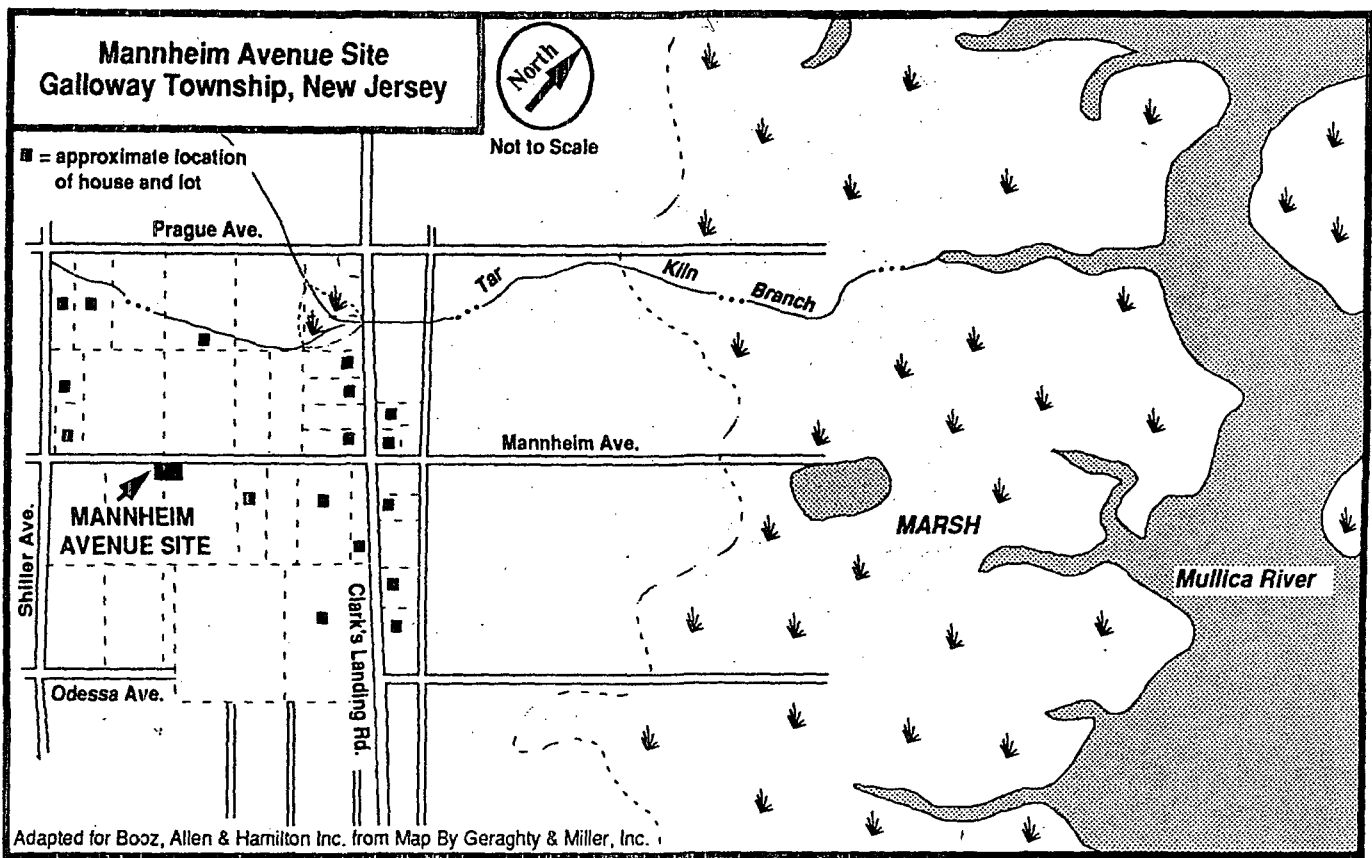 Mannheim Avenue Site
Galloway Township, New Jersey
North
Not to Scale
= approximate location
of house and lot
Prague Ave.
Tar
Kiln
Branch
Mannheim Ave.
MANNHEIM
AVENUE SITE
MARSH
Mullica River
Shiller Ave.
Clark's Landing Rd.
Odessa Ave.
Adapted for Booz, Allen & Hamilton Inc. from Map By Geraghty & Miller, Inc.